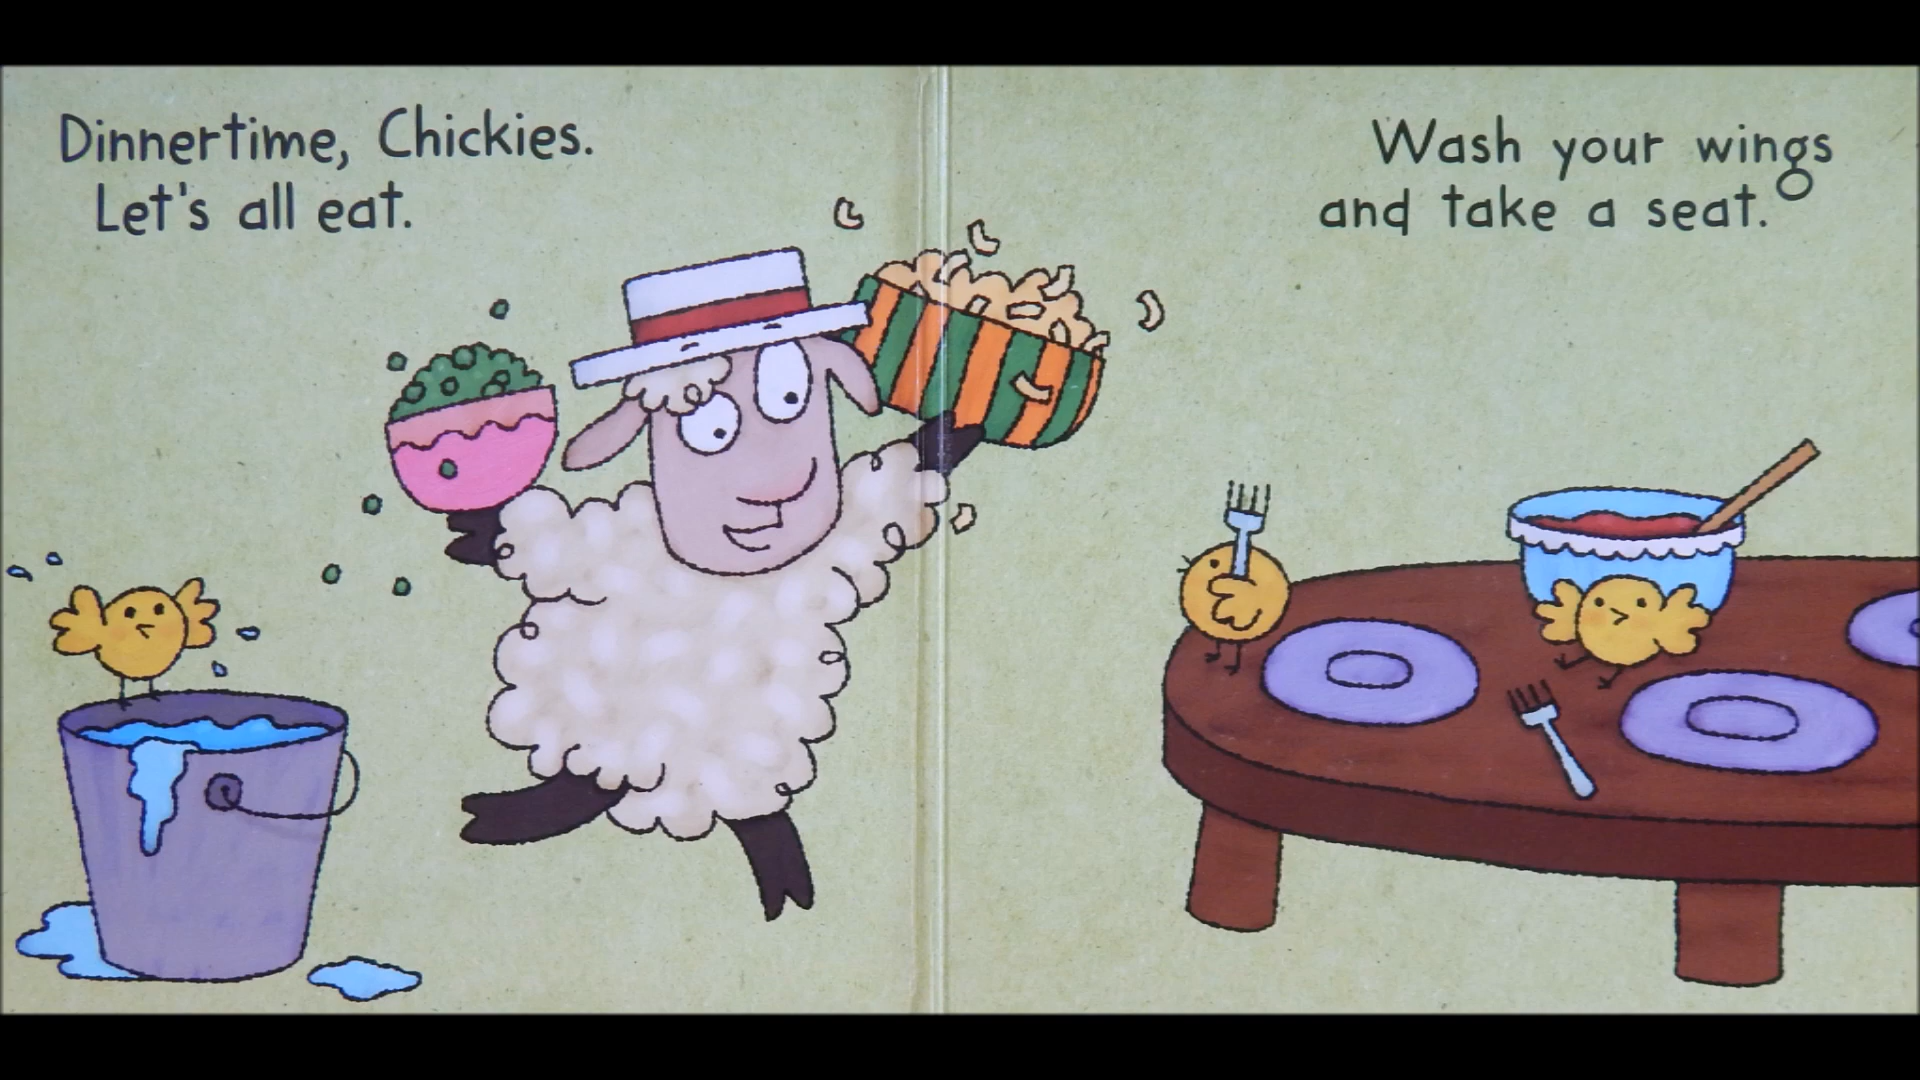 Dinnertime, Chickies.
Let's all eat.
Wash your wings
and take a seat.